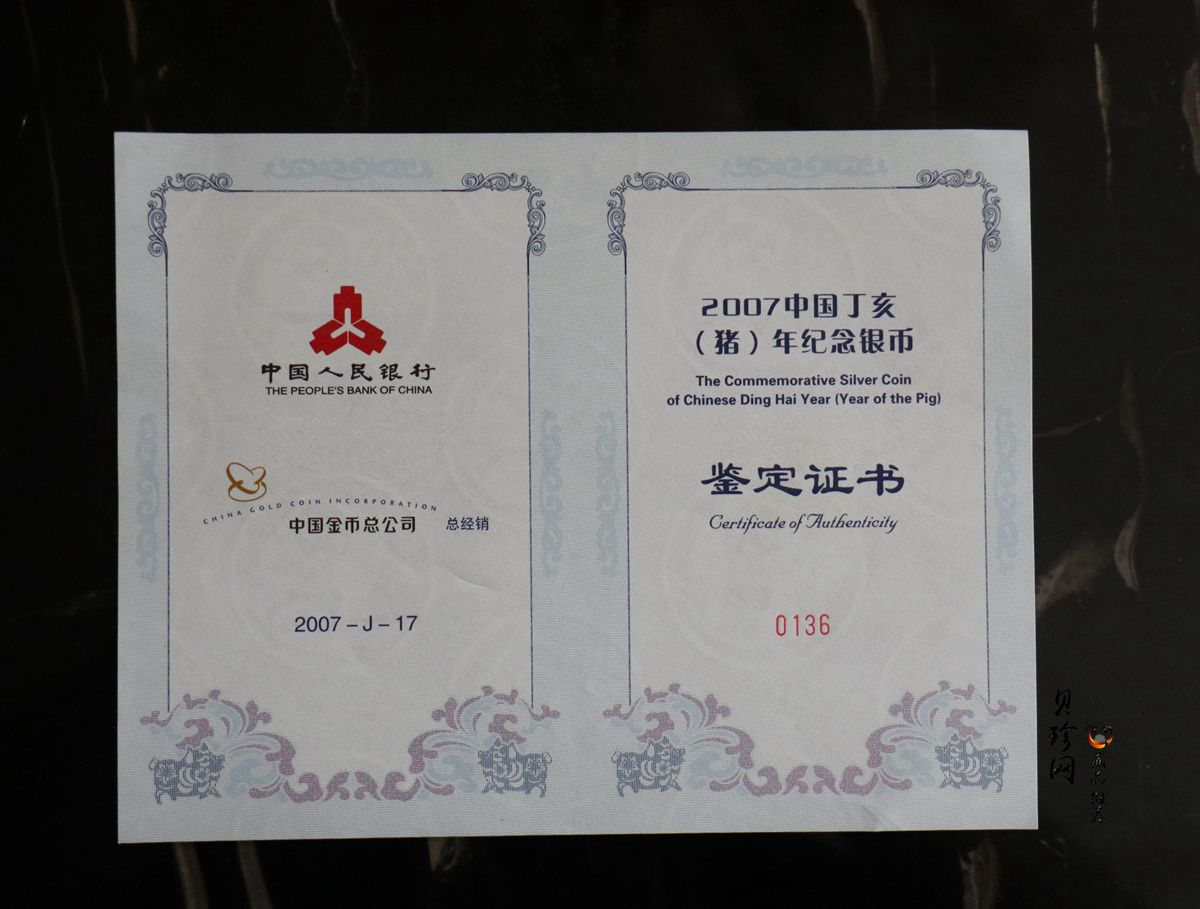 中国人民银行
THE PEOPLE'S BANK OF CHINA
CHINA GOLD COIN INCORPORATION
中国金币总公司 总经销
2007－J－17
2007中国丁亥
（猪）年纪念银币
The Commemorative Silver Coin
of Chinese Ding Hai Year (Year of the Pig)
鉴定证书
Certificate of Authenticity
0136
贝珍网